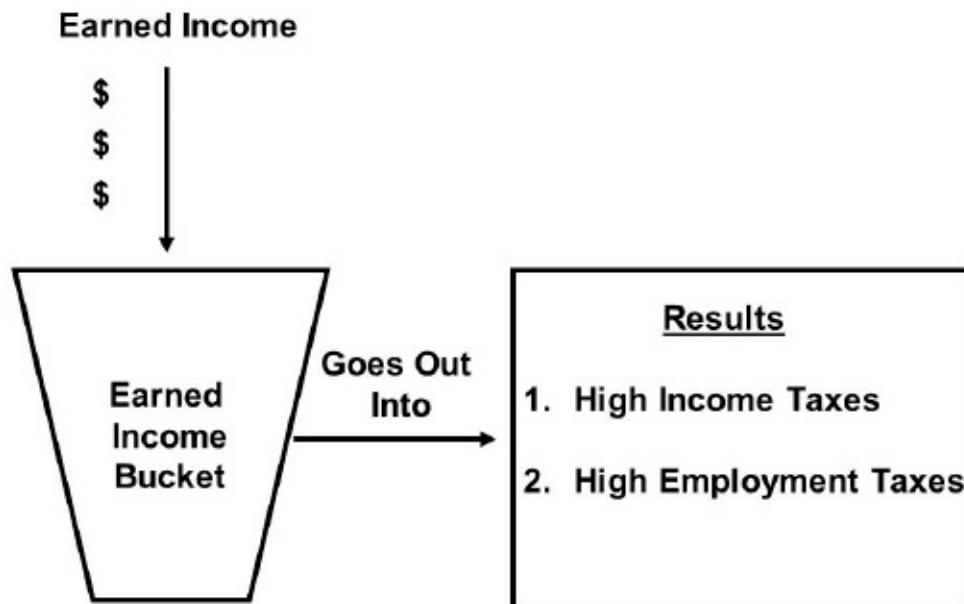 Earned Income
$
$
$
Earned
Income
Bucket
Goes Out
Into
Results
1. High Income Taxes
2. High Employment Taxes